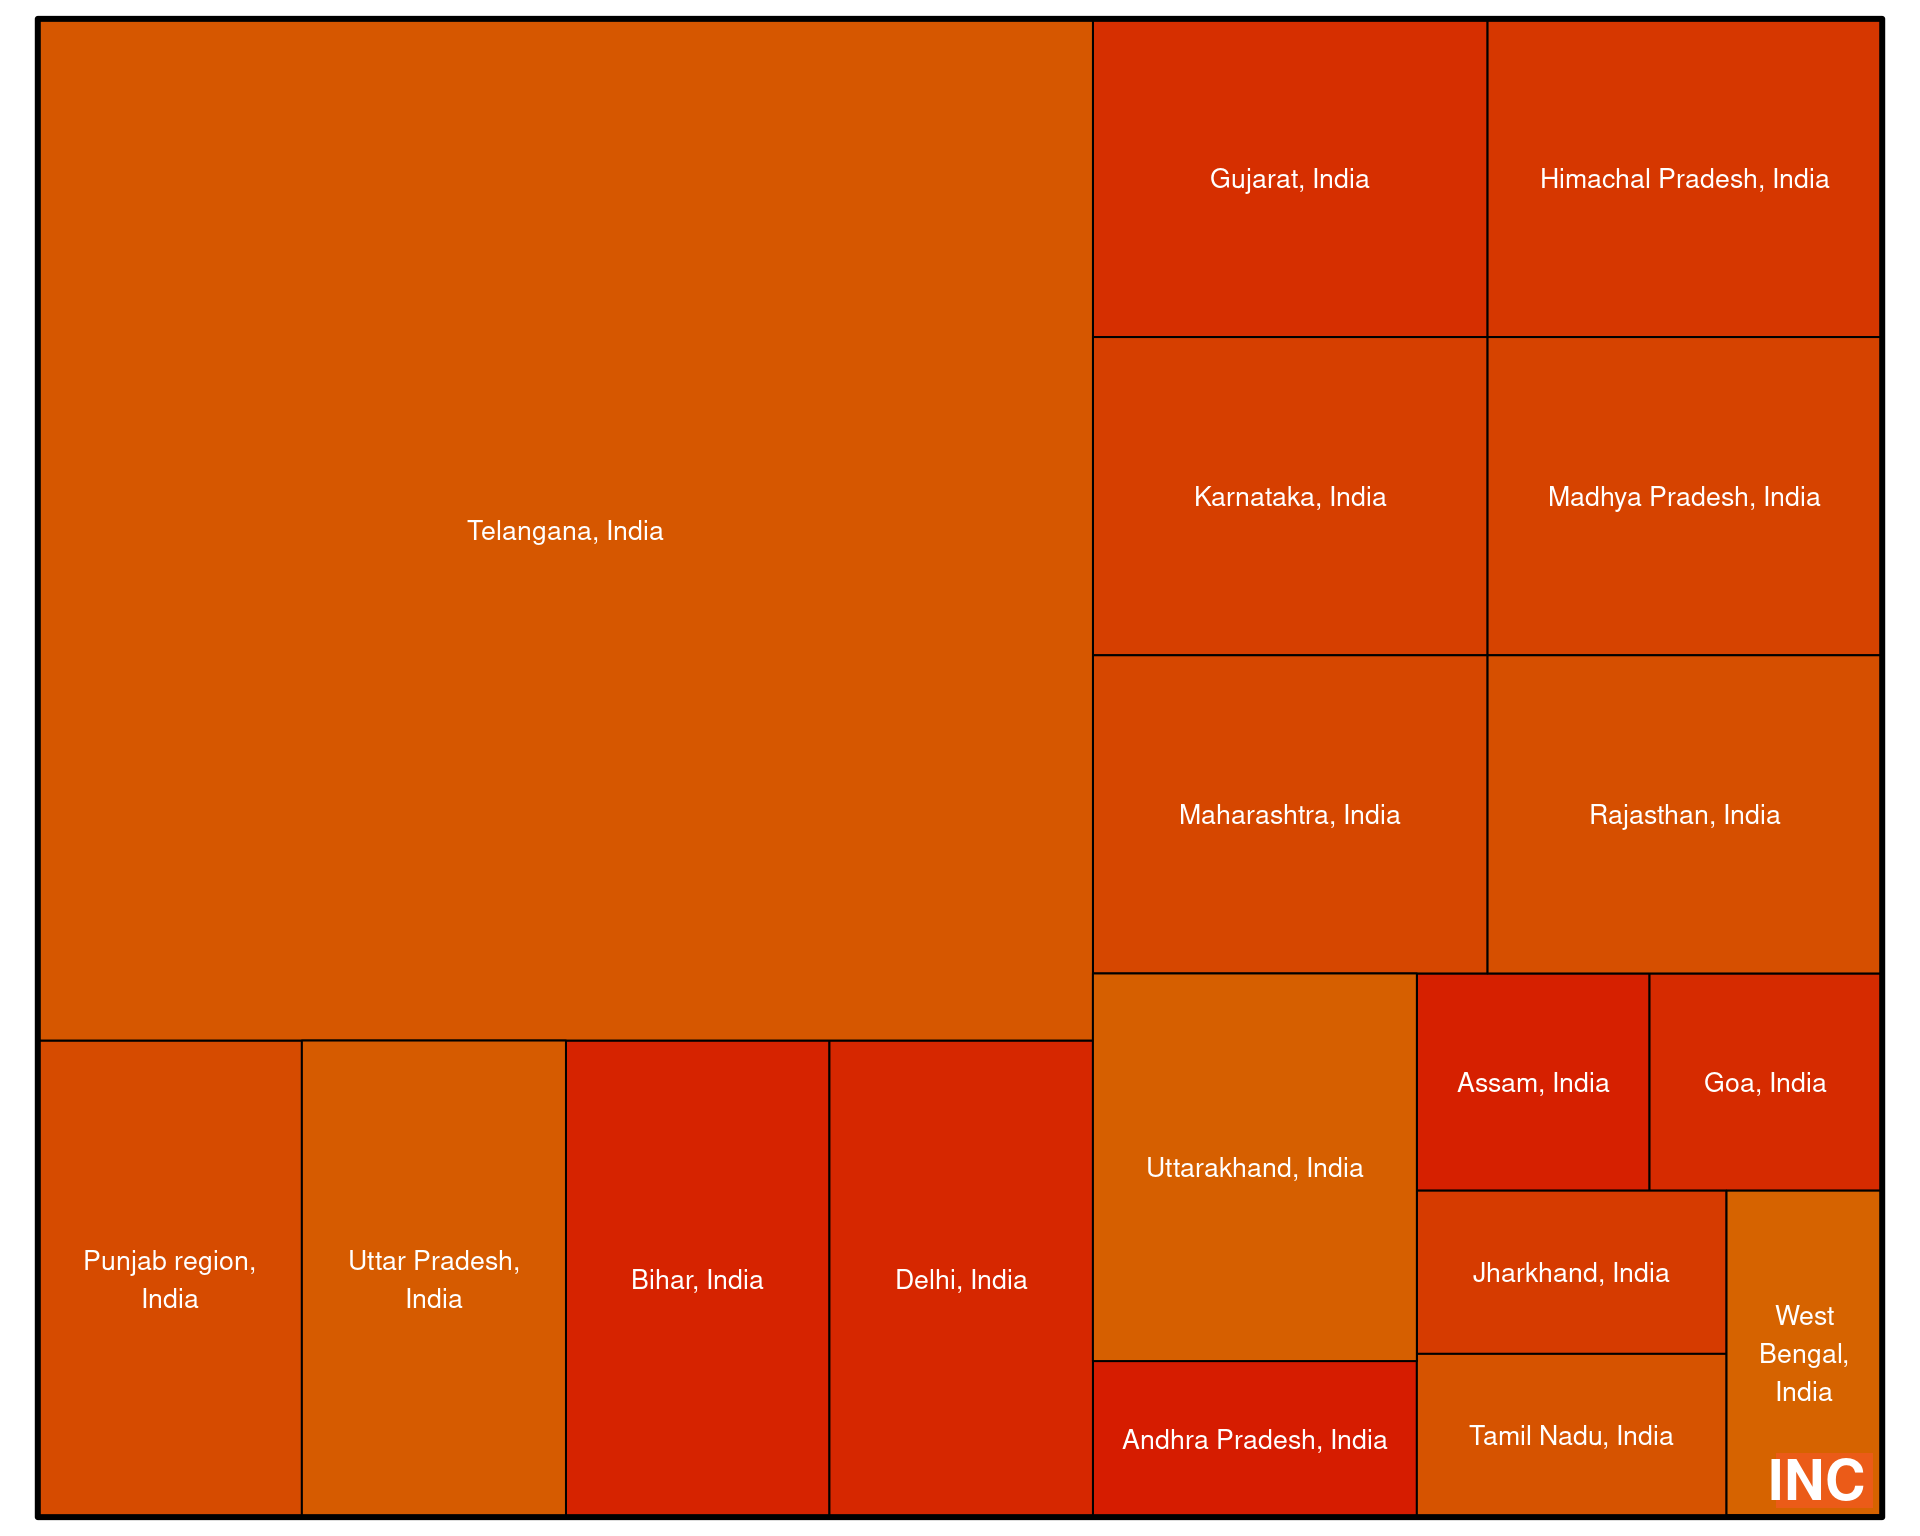 Telangana, India
Gujarat, India
Himachal Pradesh, India
Karnataka, India
Madhya Pradesh, India
Maharashtra, India
Rajasthan, India
Punjab region,
India
Uttar Pradesh,
India
Bihar, India
Delhi, India
Uttarakhand, India
Andhra Pradesh, India
Assam, India
Goa, India
Jharkhand, India
Tamil Nadu, India
West
Bengal,
India
INC